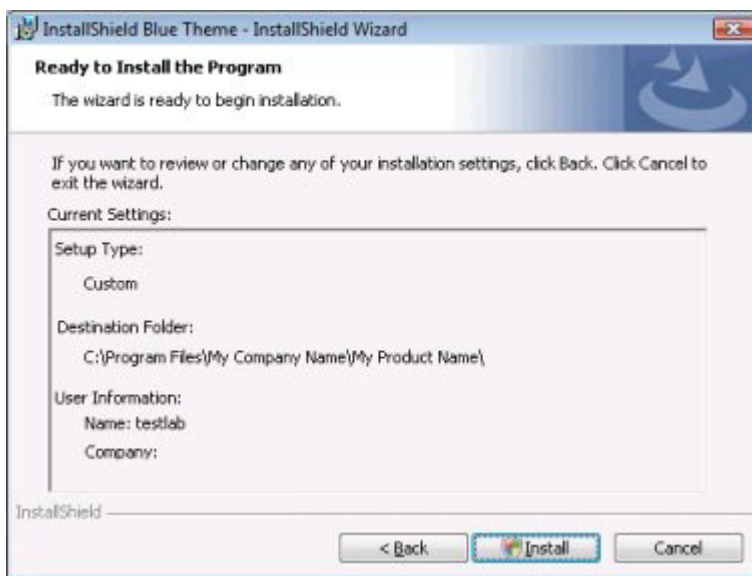 InstallShield Blue Theme - InstallShield Wizard
Ready to Install the Program
The wizard is ready to begin installation.
If you want to review or change any of your installation settings, click Back. Click Cancel to
exit the wizard.
Current Settings:
Setup Type:
Custom
Destination Folder:
C:\Program Files\My Company Name\My Product Name\
User Information:
Name: testlab
Company:
InstallShield
< Back
Install
Cancel